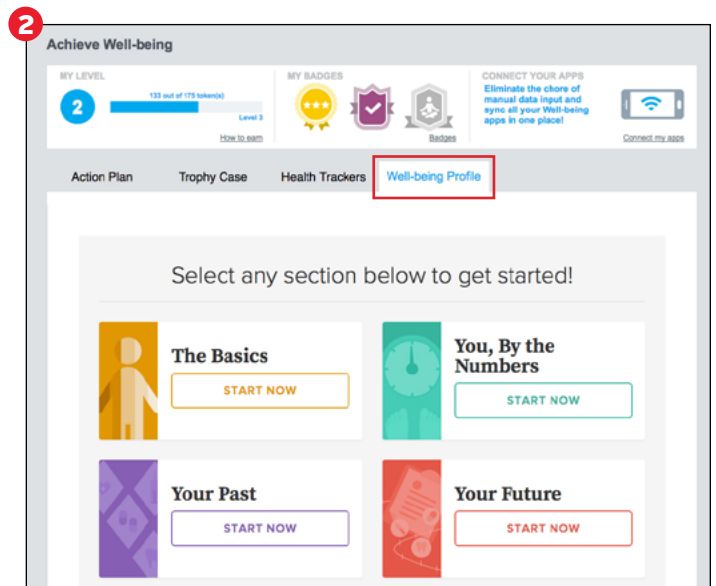 2
Achieve Well-being
MY LEVEL
2
133 out of 175 token(s)
Level 3
How to earn
MY BADGES
Badges
CONNECT YOUR APPS
Eliminate the chore of
manual data input and
sync all your Well-being
apps in one place!
Connect my apps
Action Plan Trophy Case Health Trackers Well-being Profile
Select any section below to get started!
The Basics
START NOW
You, By the
Numbers
START NOW
Your Past
START NOW
Your Future
START NOW